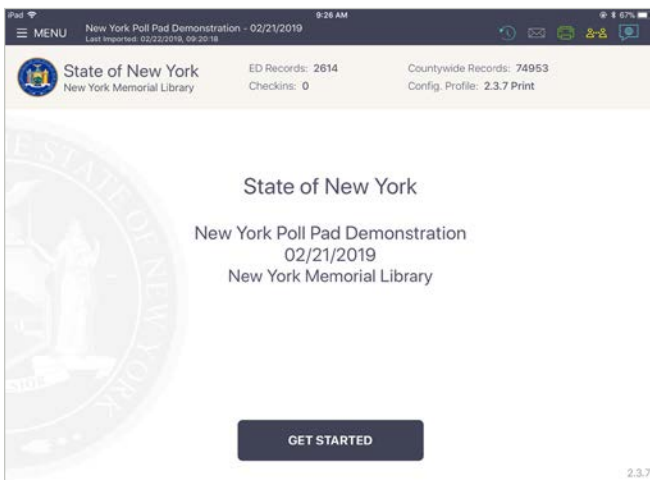 iPad 9:26 AM 67%
MENU New York Poll Pad Demonstration - 02/21/2019
Last Imported: 02/22/2019, 09:20:18
State of New York ED Records: 2614 Countywide Records: 74953
New York Memorial Library Checkins: 0 Config. Profile: 2.3.7 Print
State of New York
New York Poll Pad Demonstration
02/21/2019
New York Memorial Library
GET STARTED
2.3.7